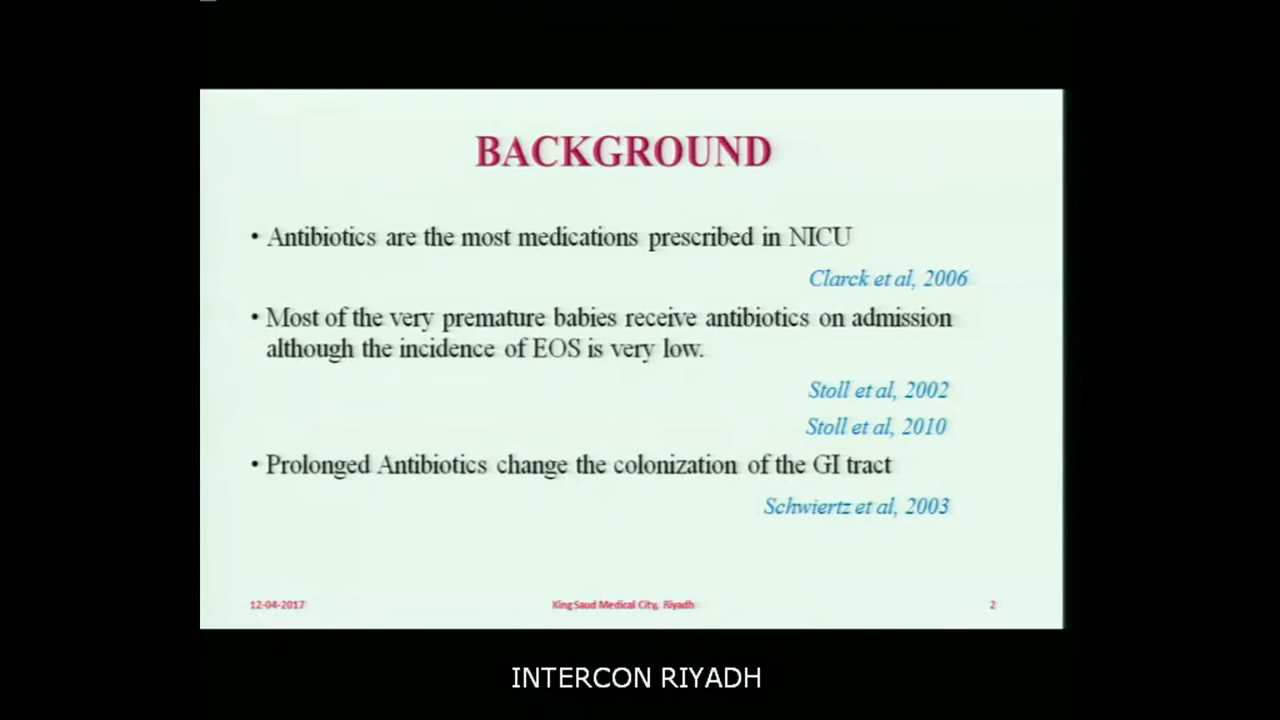 BACKGROUND
• Antibiotics are the most medications prescribed in NICU
Clarck et al, 2006
• Most of the very premature babies receive antibiotics on admission
although the incidence of EOS is very low.
Stoll et al, 2002
Stoll et al, 2010
• Prolonged Antibiotics change the colonization of the GI tract
Schwiertz et al, 2003
12-04-2017
King Saud Medical City, Riyadh
2
INTERCON RIYADH